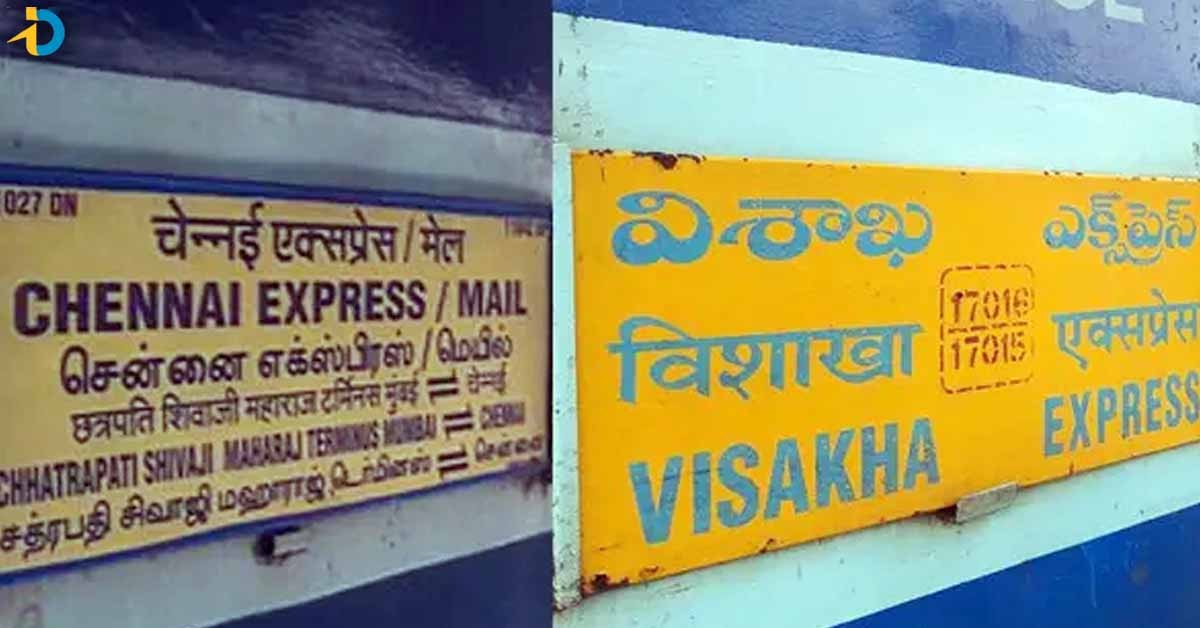 027 DN
चेन्नई एक्सप्रेस / मेल
CHENNAI EXPRESS / MAIL
சென்னை எக்ஸ்பிரஸ் / மெயில்
छत्रपति शिवाजी महाराज टर्मिनस मुंबई ⇌ चेन्नई
CHHATRAPATI SHIVAJI MAHARAJ TERMINUS MUMBAI ⇌ CHENNAI
சத்ரபதி சிவாஜி மஹாராஜ் டெர்மினஸ் ⇌ சென்னை
విశాఖ ఎక్స్‌ప్రెస్
17016
17015
विशाखा एक्सप्रेस
VISAKHA EXPRESS